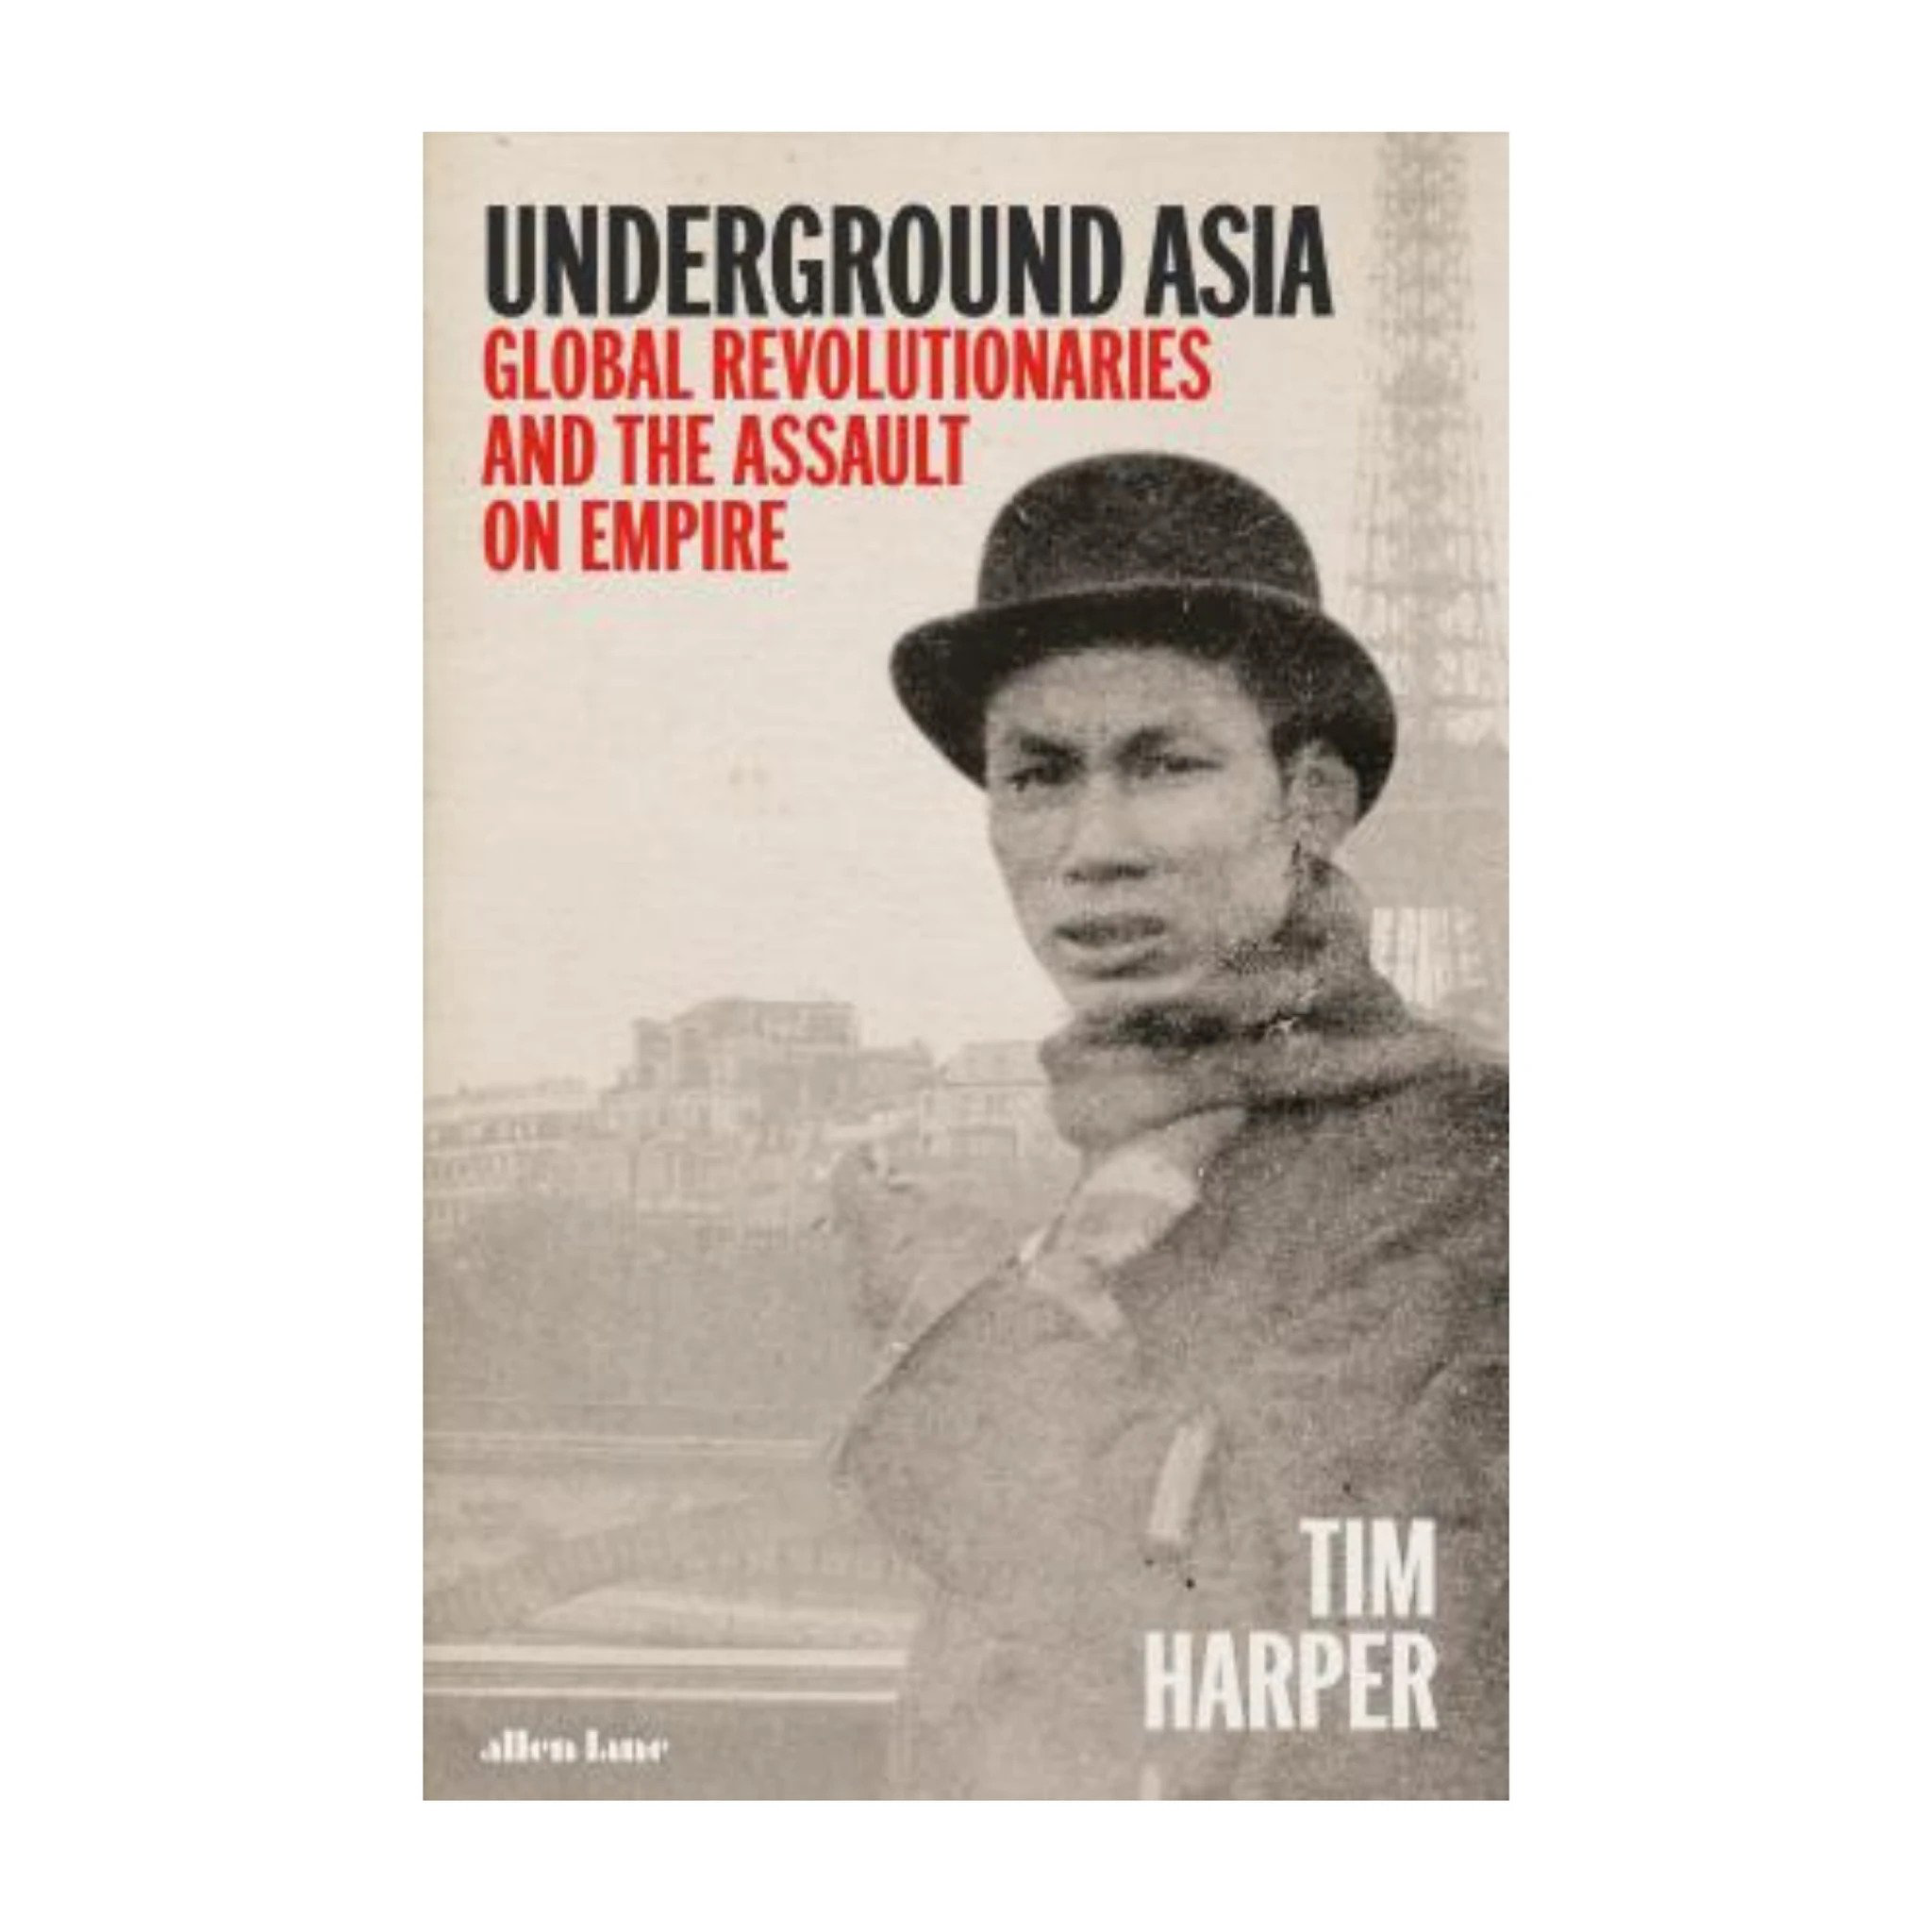 UNDERGROUND ASIA
GLOBAL REVOLUTIONARIES
AND THE ASSAULT
ON EMPIRE
TIM
HARPER
allen lane